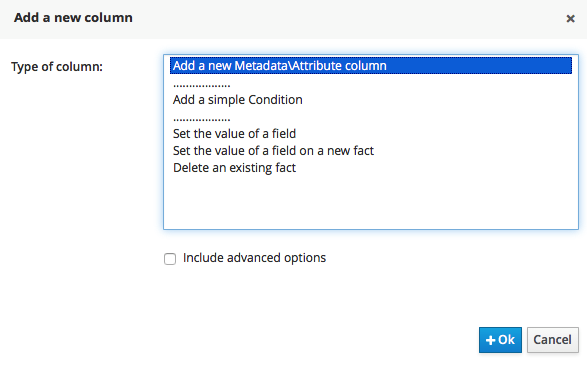 Add a new column
×
Type of column:
Add a new Metadata\Attribute column
..................
Add a simple Condition
..................
Set the value of a field
Set the value of a field on a new fact
Delete an existing fact
Include advanced options
+ Ok
Cancel